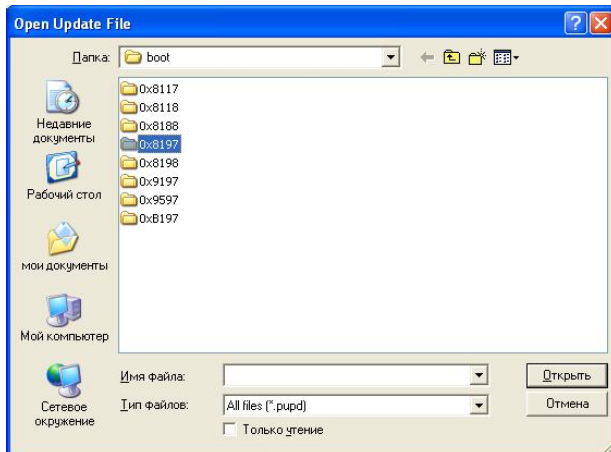 Open Update File
Папка: boot
0x8117
0x8118
0x8188
0x8197
0x8198
0x9197
0x9597
0xB197
Недавние
документы
Рабочий стол
мои документы
Мой компьютер
Сетевое
окружение
Имя файла:
Открыть
Тип файлов: All files (*.pupd)
Отмена
Только чтение